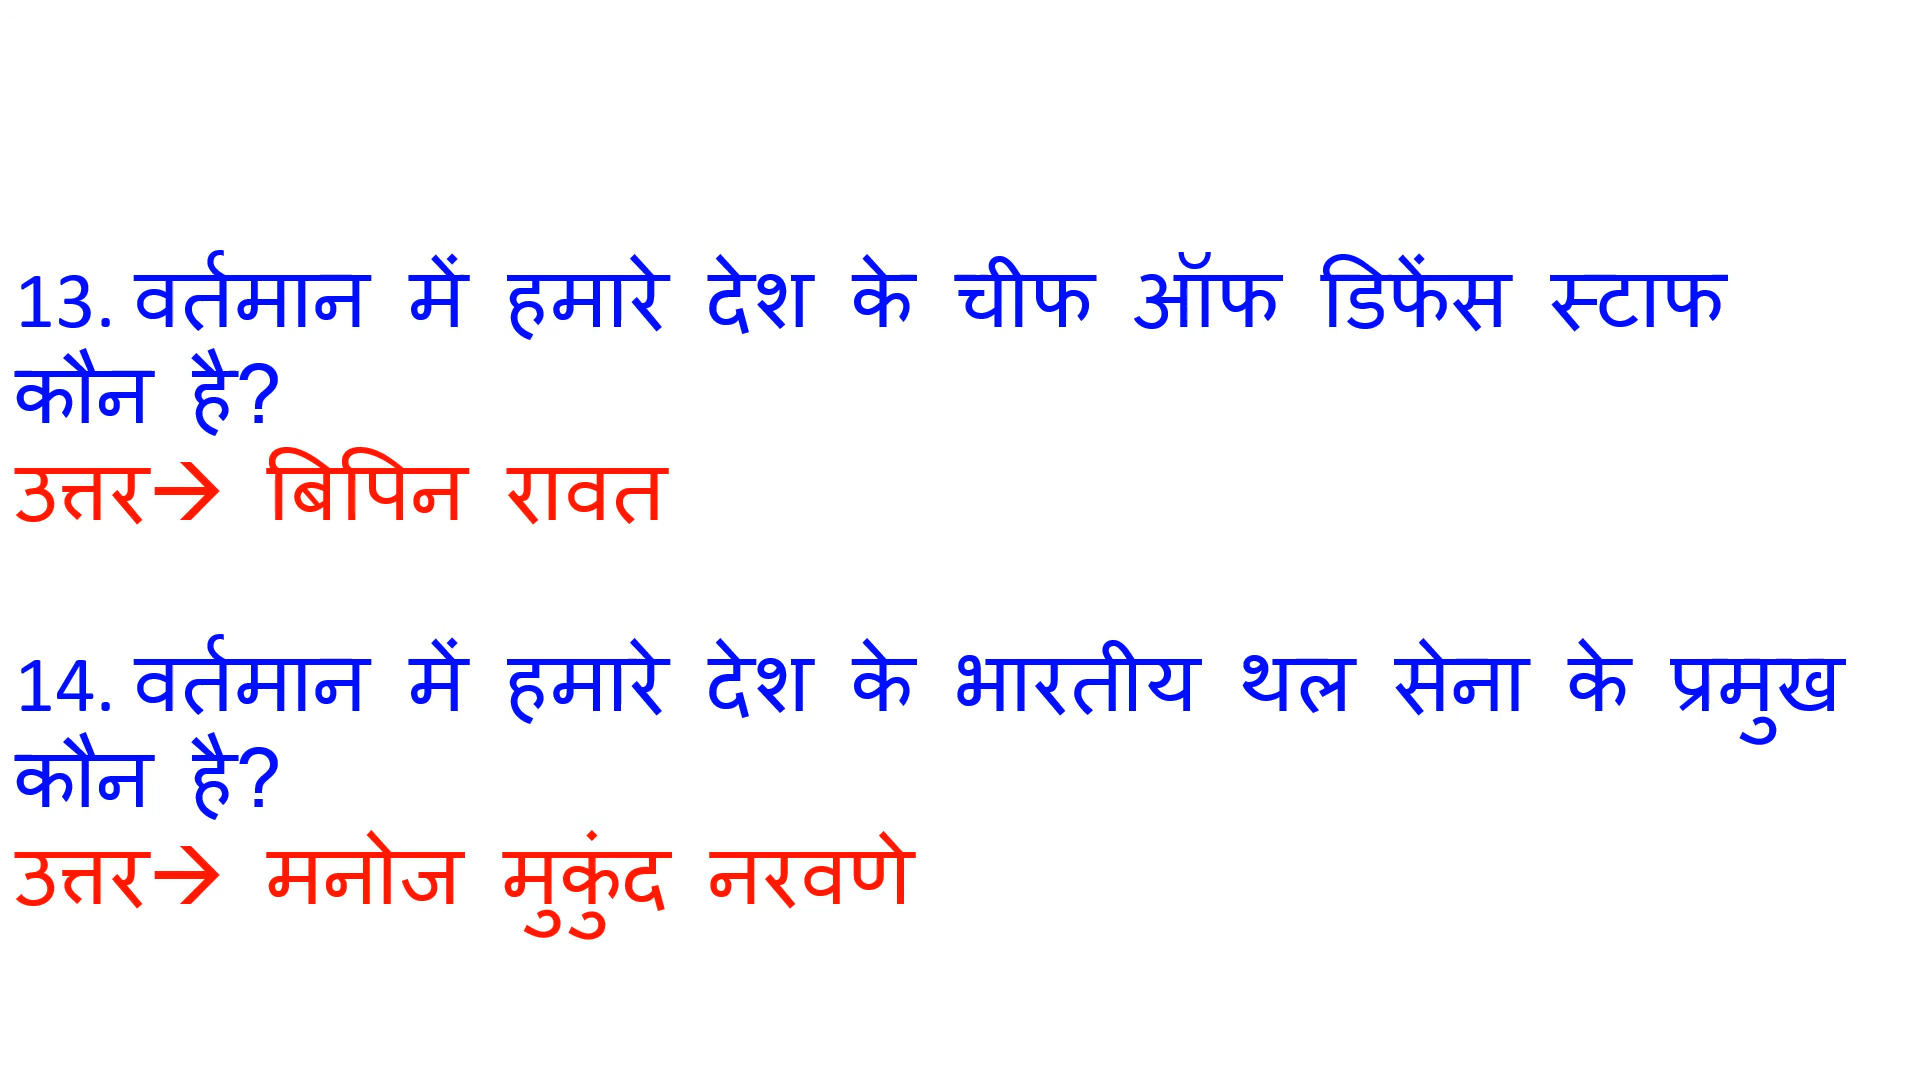 13. वर्तमान में हमारे देश के चीफ ऑफ डिफेंस स्टाफ
कौन है?
उत्तर→ बिपिन रावत
14. वर्तमान में हमारे देश के भारतीय थल सेना के प्रमुख
कौन है?
उत्तर→ मनोज मुकुंद नरवणे